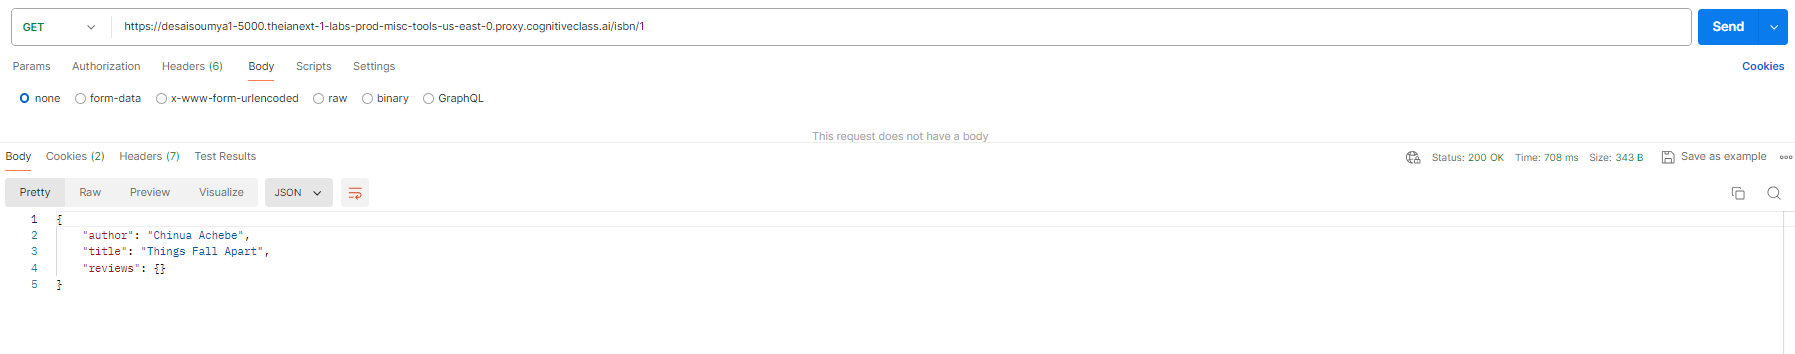 GET https://desaisoumya1-5000.theianext-1-labs-prod-misc-tools-us-east-0.proxy.cognitiveclass.ai/isbn/1 Send
Params Authorization Headers (6) Body Scripts Settings Cookies
none form-data x-www-form-urlencoded raw binary GraphQL
This request does not have a body
Body Cookies (2) Headers (7) Test Results Status: 200 OK Time: 708 ms Size: 343 B Save as example
Pretty Raw Preview Visualize JSON
1 {
2 "author": "Chinua Achebe",
3 "title": "Things Fall Apart",
4 "reviews": {}
5 }